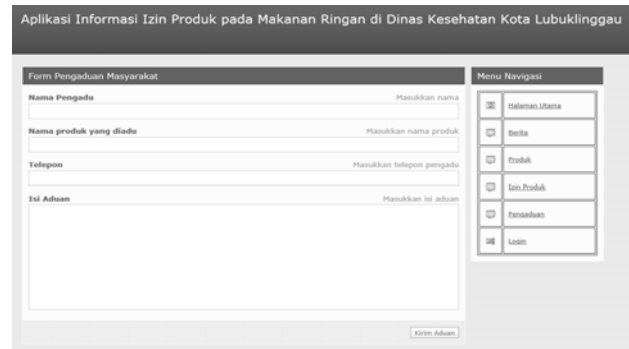 Aplikasi Informasi Izin Produk pada Makanan Ringan di Dinas Kesehatan Kota Lubuklinggau
Form Pengaduan Masyarakat
Nama Pengadu Masukkan nama
Nama produk yang diadu Masukkan nama produk
Telepon Masukkan telepon pengadu
Isi Aduan Masukkan isi aduan
Kirim Aduan
Menu Navigasi
Halaman Utama
Berita
Produk
Izin Produk
Pengaduan
Login